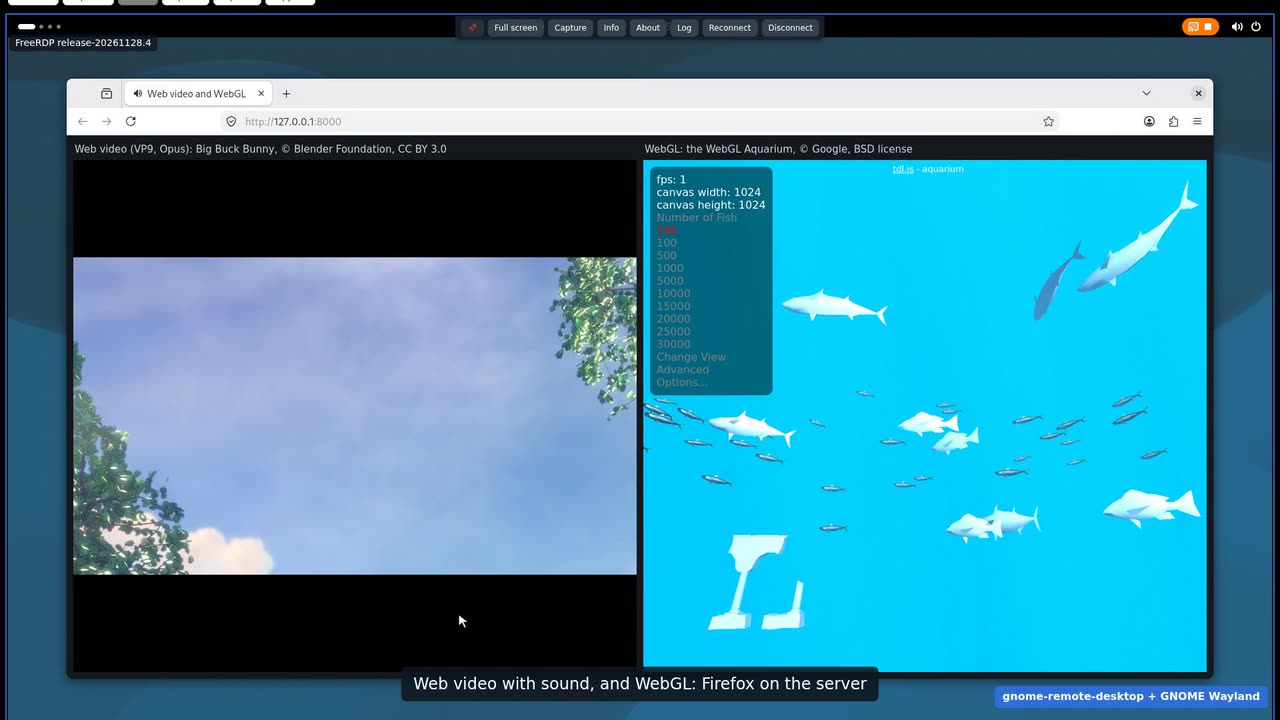 Full screen
Capture
Info
About
Log
Reconnect
Disconnect
FreeRDP release-20261128.4
Web video and WebGL
http://127.0.0.1:8000
Web video (VP9, Opus): Big Buck Bunny, © Blender Foundation, CC BY 3.0
WebGL: the WebGL Aquarium, © Google, BSD license
tdl.js - aquarium
fps: 1
canvas width: 1024
canvas height: 1024
Number of Fish
100
500
1000
5000
10000
15000
20000
25000
30000
Change View
Advanced
Options...
Web video with sound, and WebGL: Firefox on the server
gnome-remote-desktop + GNOME Wayland